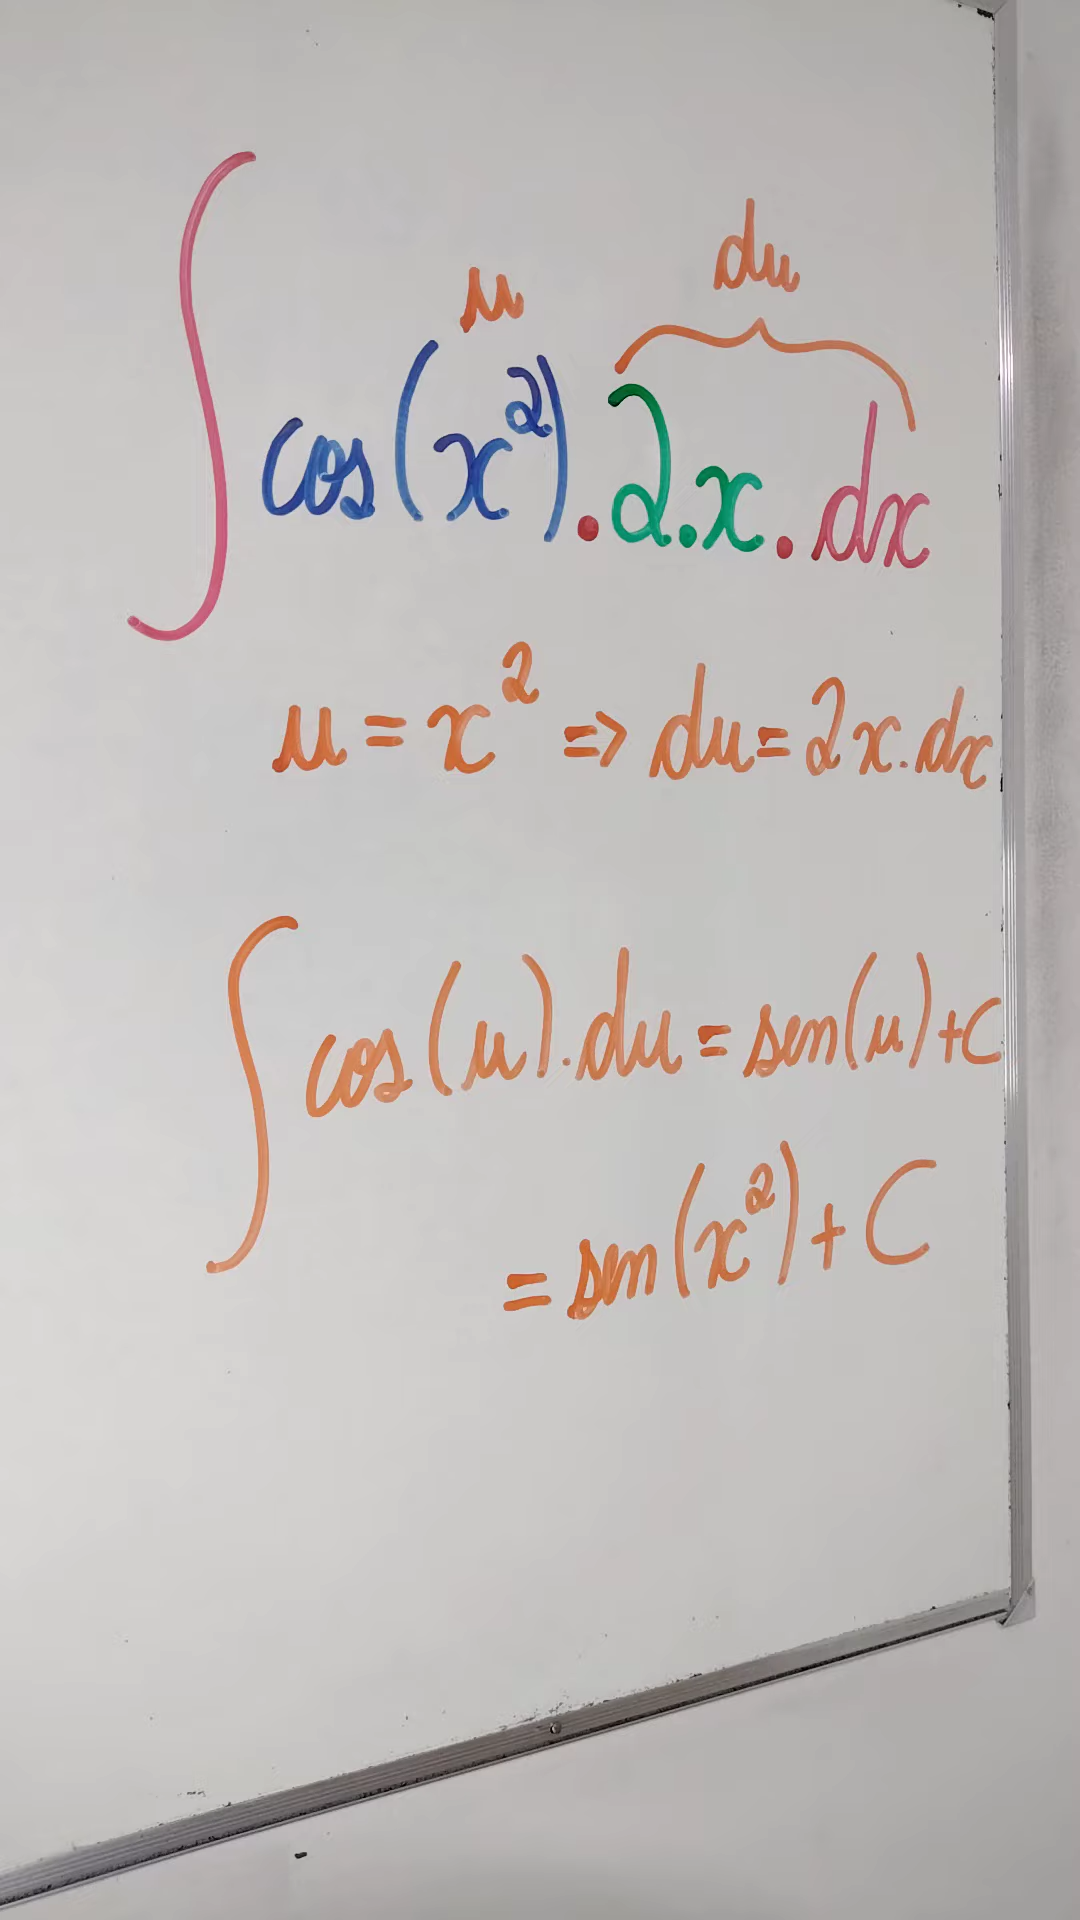 u du
∫ cos(x²).2.x.dx
u = x² => du = 2x.dx
∫ cos(u).du = sen(u)+C
= sen(x²)+C